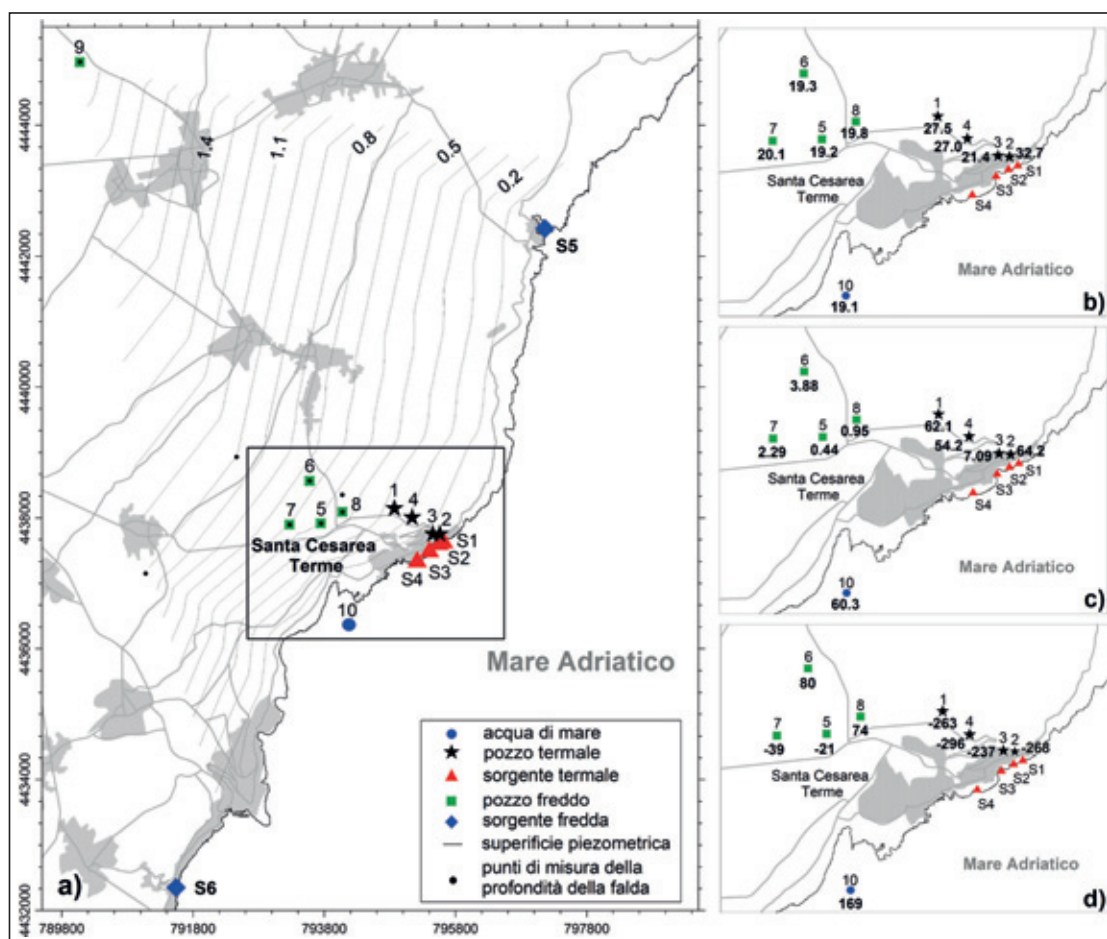 9
4444000
4442000
4440000
4438000
4436000
4434000
4432000
1.4
1.1
0.8
0.5
0.2
S5
6
7
5
8
1
4
3 2
S1
S2
S3
S4
Santa Cesarea
Terme
10
Mare Adriatico
acqua di mare
pozzo termale
sorgente termale
pozzo freddo
sorgente fredda
superficie piezometrica
punti di misura della
profondità della falda
a)
S6
789800
791800
793800
795800
797800
6
19.3
7
20.1
5
19.2
8
19.8
1
27.5
4
27.0
3 2
21.4
32.7
S1
S2
S3
S4
Santa Cesarea
Terme
Mare Adriatico
10
19.1
b)
6
3.88
7
2.29
5
0.44
8
0.95
1
62.1
4
54.2
3 2
7.09
64.2
S1
S2
S3
S4
Santa Cesarea
Terme
Mare Adriatico
10
60.3
c)
6
80
7
-39
5
-21
8
74
1
-263
4
-296
3 2
-237
-268
S1
S2
S3
S4
Santa Cesarea
Terme
Mare Adriatico
10
169
d)